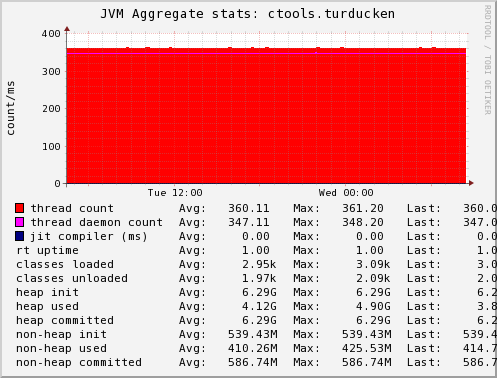 JVM Aggregate stats: ctools.turducken
RRDTOOL / TOBI OETIKER
count/ms
400
300
200
100
0
Tue 12:00 Wed 00:00
thread count Avg: 360.11 Max: 361.20 Last: 360.0
thread daemon count Avg: 347.11 Max: 348.20 Last: 347.0
jit compiler (ms) Avg: 0.00 Max: 0.00 Last: 0.0
rt uptime Avg: 1.00 Max: 1.00 Last: 1.0
classes loaded Avg: 2.95k Max: 3.09k Last: 3.0
classes unloaded Avg: 1.97k Max: 2.09k Last: 2.0
heap init Avg: 6.29G Max: 6.29G Last: 6.2
heap used Avg: 4.12G Max: 4.90G Last: 3.8
heap committed Avg: 6.29G Max: 6.29G Last: 6.2
non-heap init Avg: 539.43M Max: 539.43M Last: 539.4
non-heap used Avg: 410.26M Max: 425.53M Last: 414.7
non-heap committed Avg: 586.74M Max: 586.74M Last: 586.7